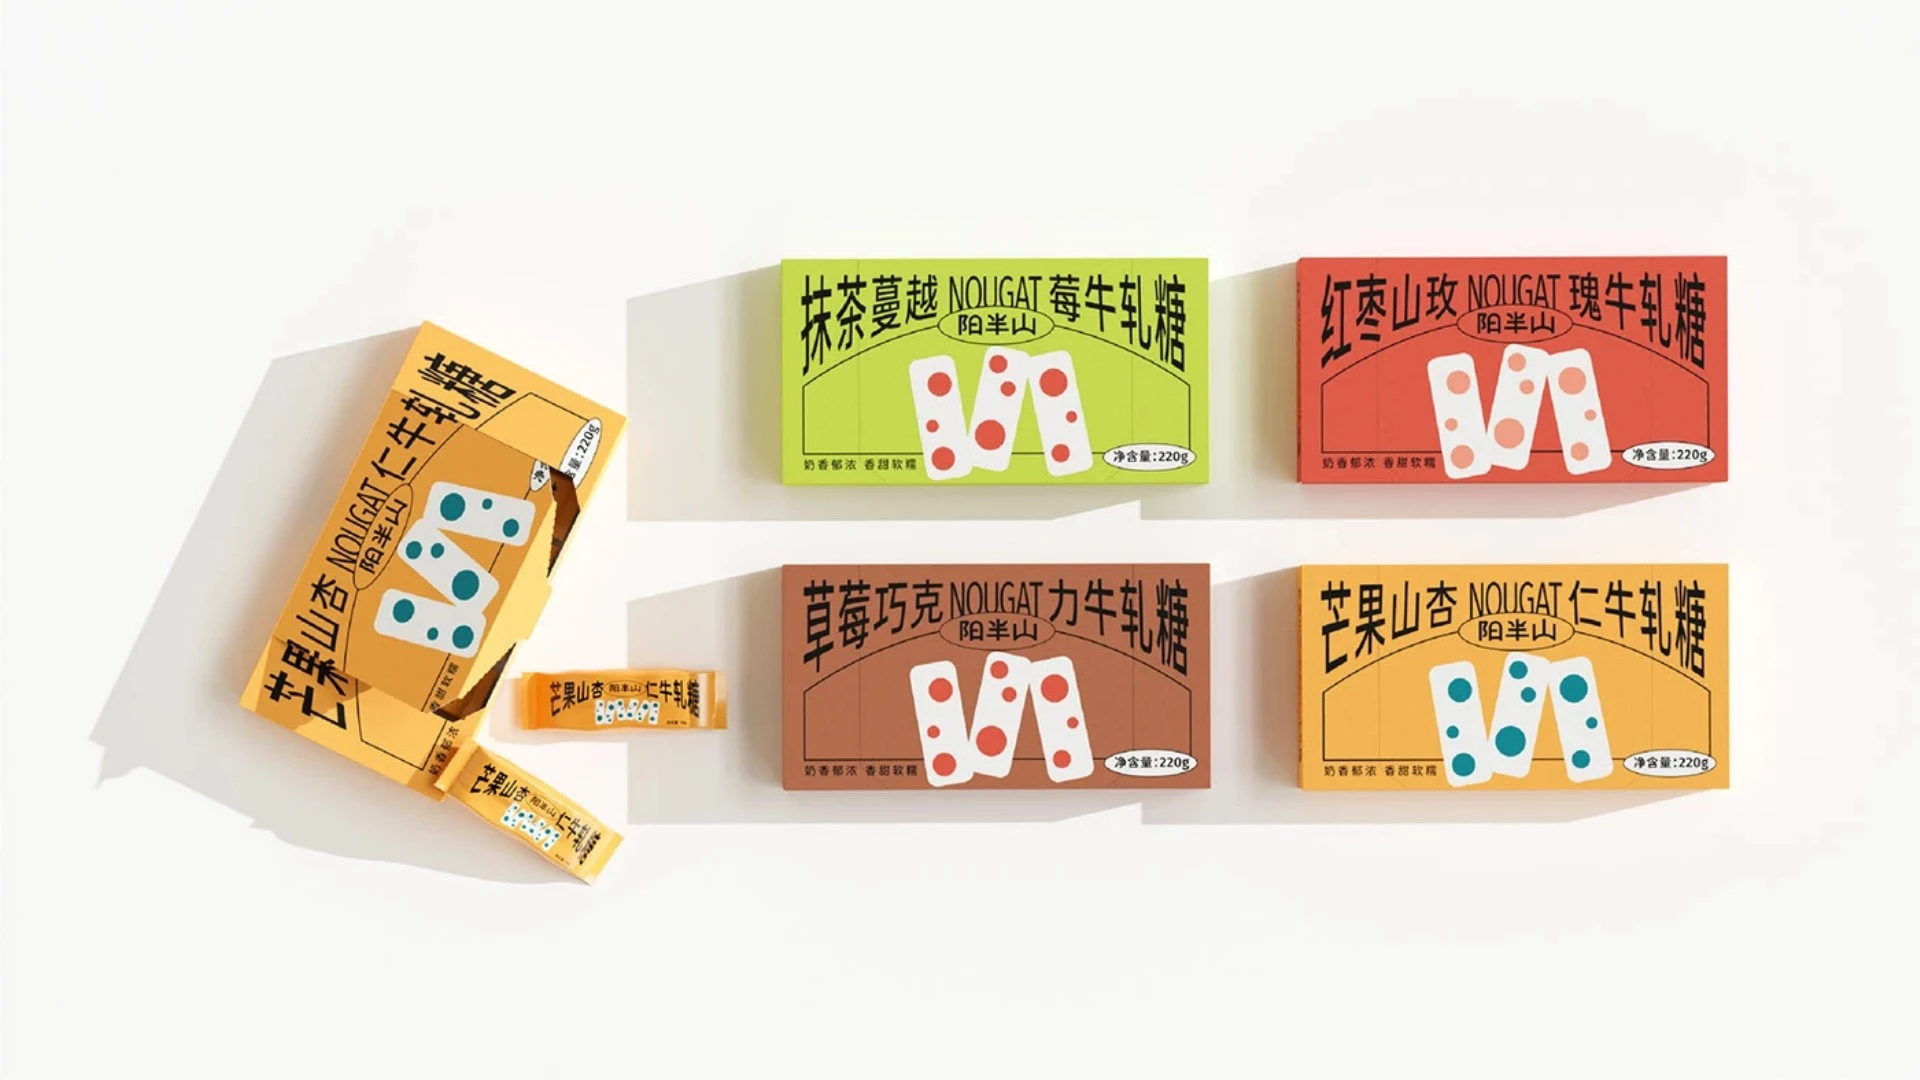 芒果山杏 NOUGAT 仁牛轧糖
阳半山
净含量:220g
奶香郁浓 香甜软糯
芒果山杏 阳半山 仁牛轧糖
芒果山杏 阳半山 仁牛轧糖
抹茶蔓越 NOUGAT 莓牛轧糖
阳半山
奶香郁浓 香甜软糯
净含量:220g
红枣山玫 NOUGAT 瑰牛轧糖
阳半山
奶香郁浓 香甜软糯
净含量:220g
草莓巧克 NOUGAT 力牛轧糖
阳半山
奶香郁浓 香甜软糯
净含量:220g
芒果山杏 NOUGAT 仁牛轧糖
阳半山
奶香郁浓 香甜软糯
净含量:220g